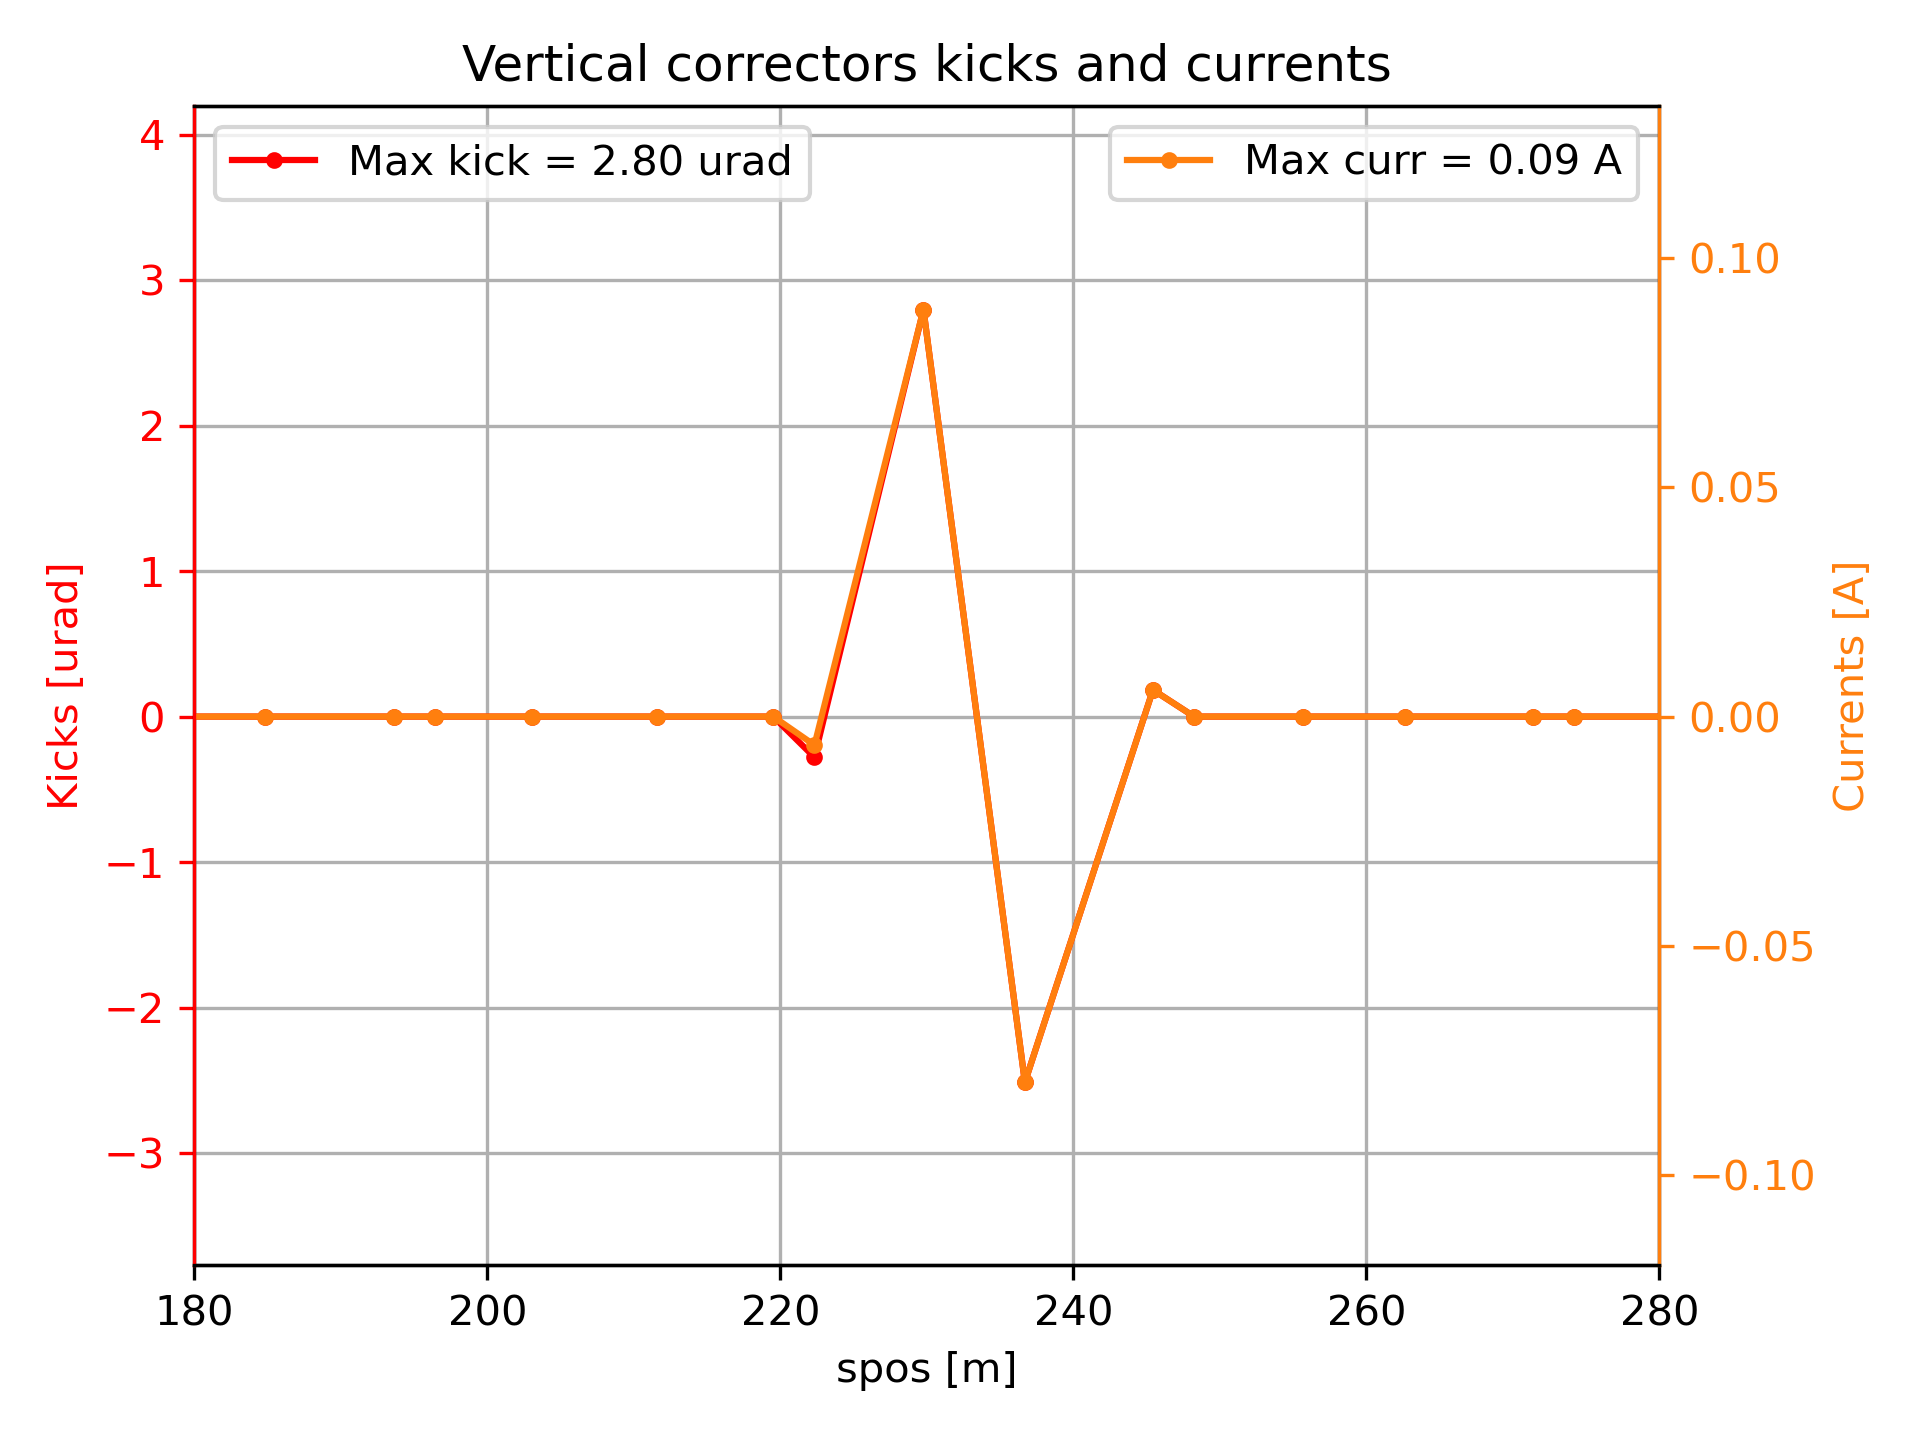 Vertical correctors kicks and currents
Max kick = 2.80 urad
Max curr = 0.09 A
4
3
2
1
0
−1
−2
−3
Kicks [urad]
0.10
0.05
0.00
−0.05
−0.10
Currents [A]
180 200 220 240 260 280
spos [m]